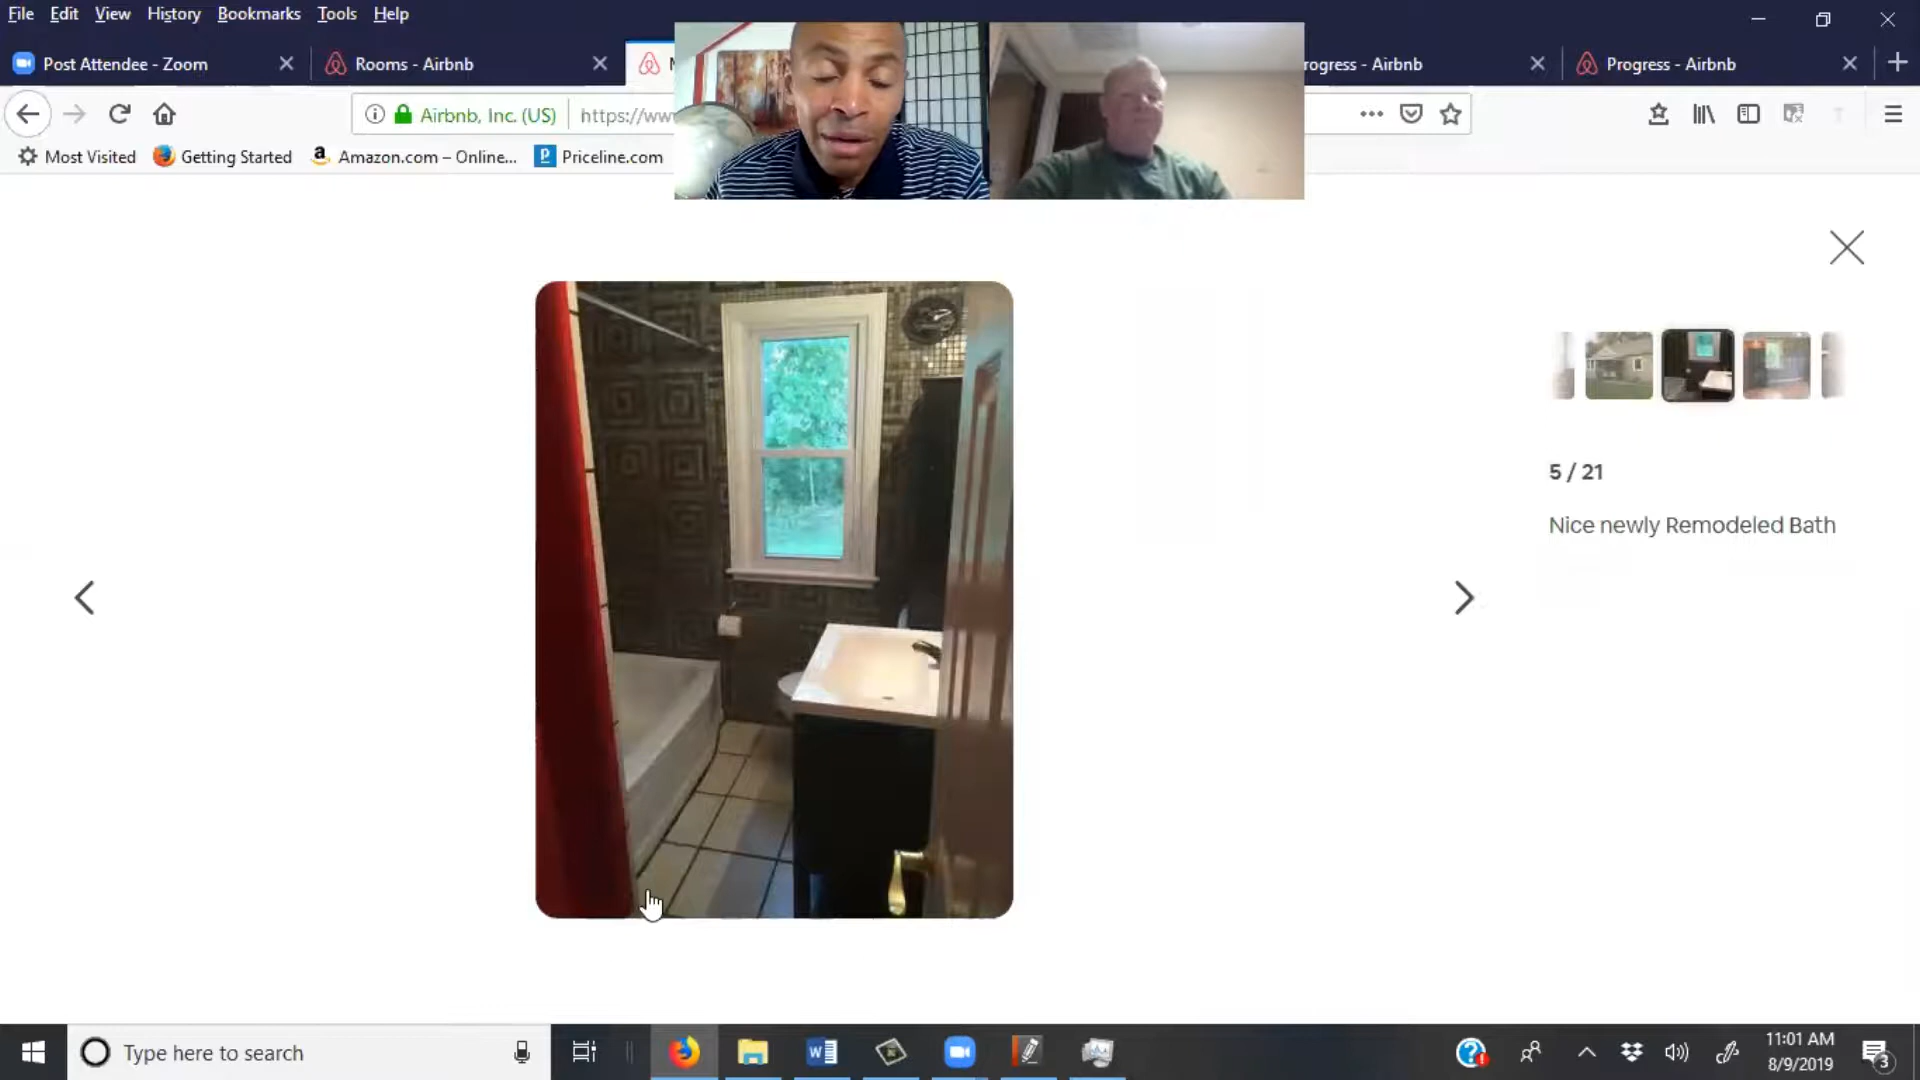 File Edit View History Bookmarks Tools Help
Post Attendee - Zoom
Rooms - Airbnb
rogress - Airbnb
Progress - Airbnb
Airbnb, Inc. (US)
https://ww
Most Visited
Getting Started
Amazon.com – Online...
Priceline.com
5 / 21
Nice newly Remodeled Bath
Type here to search
11:01 AM
8/9/2019
3